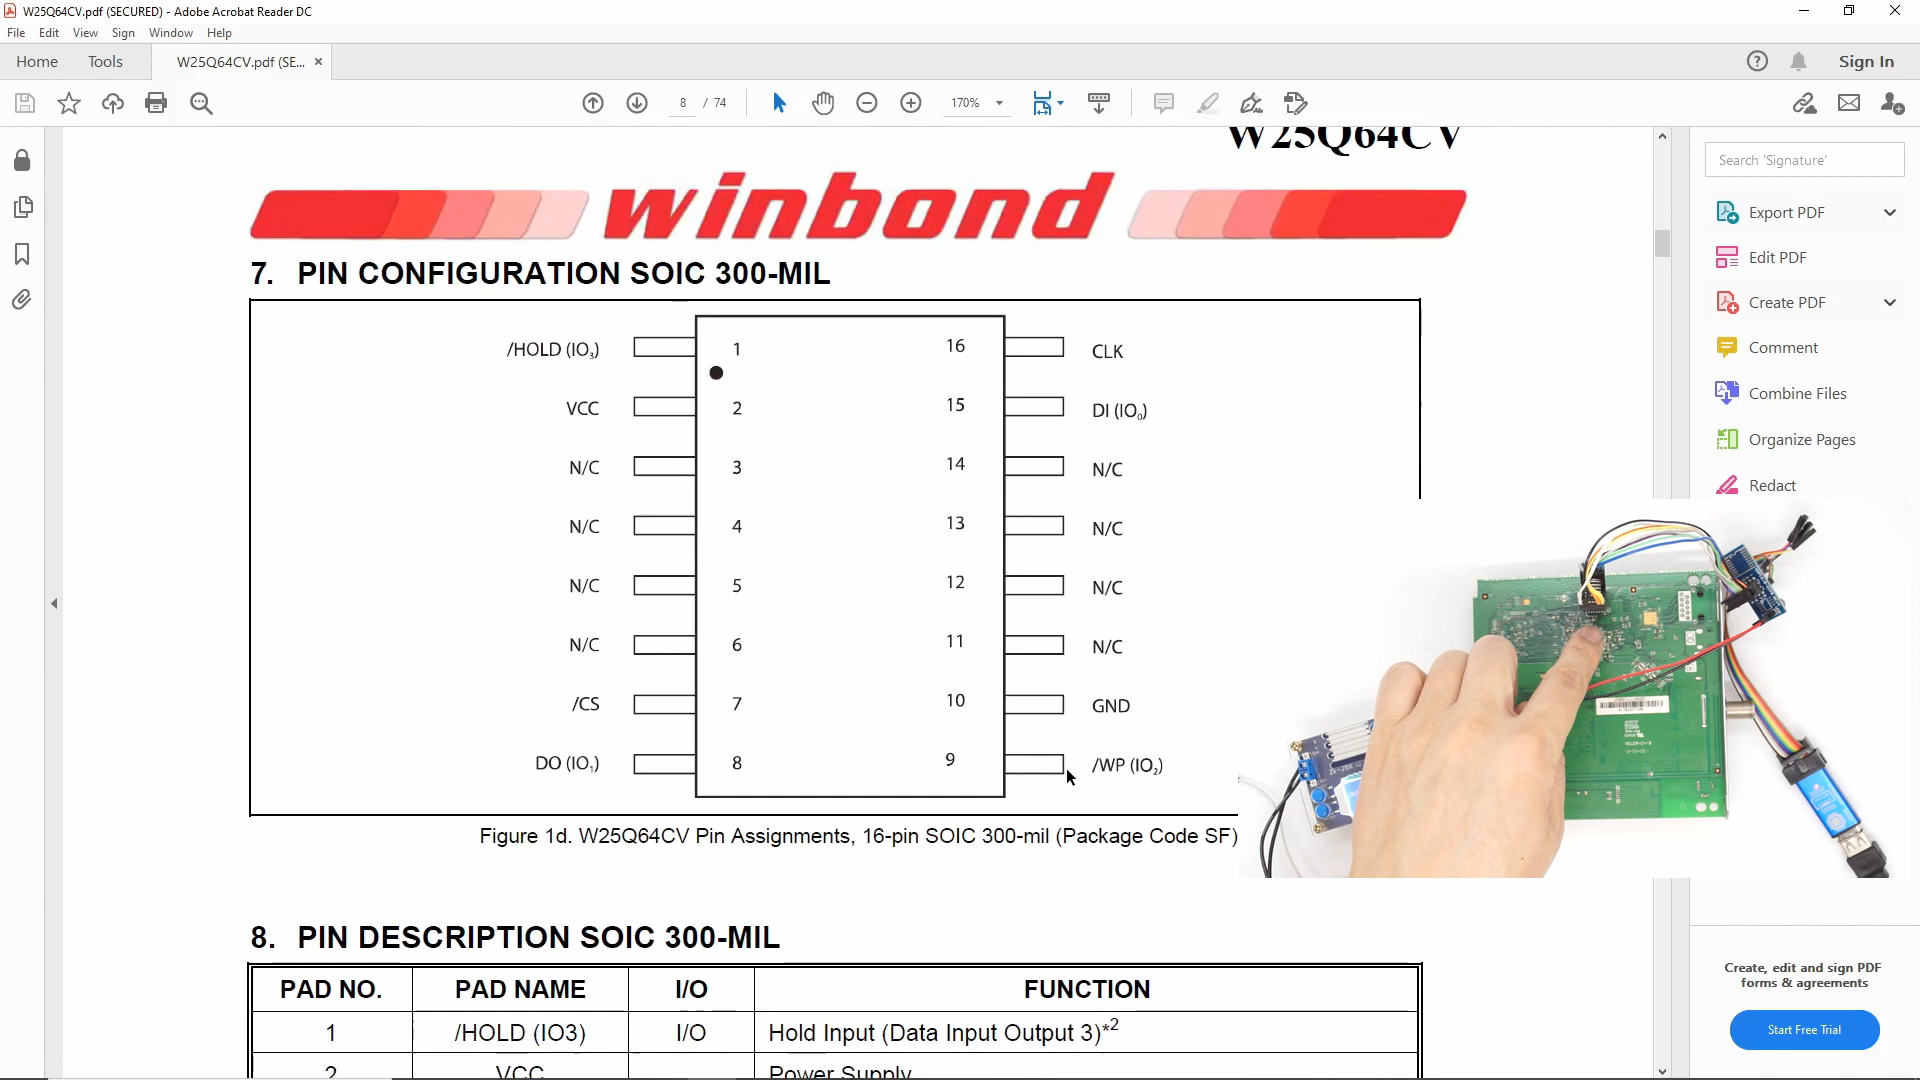 W25Q64CV.pdf (SECURED) - Adobe Acrobat Reader DC
File Edit View Sign Window Help
Home Tools W25Q64CV.pdf (SE... × Sign In
8 / 74 170%
W25Q64CV
winbond
7. PIN CONFIGURATION SOIC 300-MIL
/HOLD (IO₃) 1 16 CLK
VCC 2 15 DI (IO₀)
N/C 3 14 N/C
N/C 4 13 N/C
N/C 5 12 N/C
N/C 6 11 N/C
/CS 7 10 GND
DO (IO₁) 8 9 /WP (IO₂)
Figure 1d. W25Q64CV Pin Assignments, 16-pin SOIC 300-mil (Package Code SF)
8. PIN DESCRIPTION SOIC 300-MIL
PAD NO. PAD NAME I/O FUNCTION
1 /HOLD (IO3) I/O Hold Input (Data Input Output 3)*²
2 VCC Power Supply
Search 'Signature'
Export PDF
Edit PDF
Create PDF
Comment
Combine Files
Organize Pages
Redact
Create, edit and sign PDF
forms & agreements
Start Free Trial